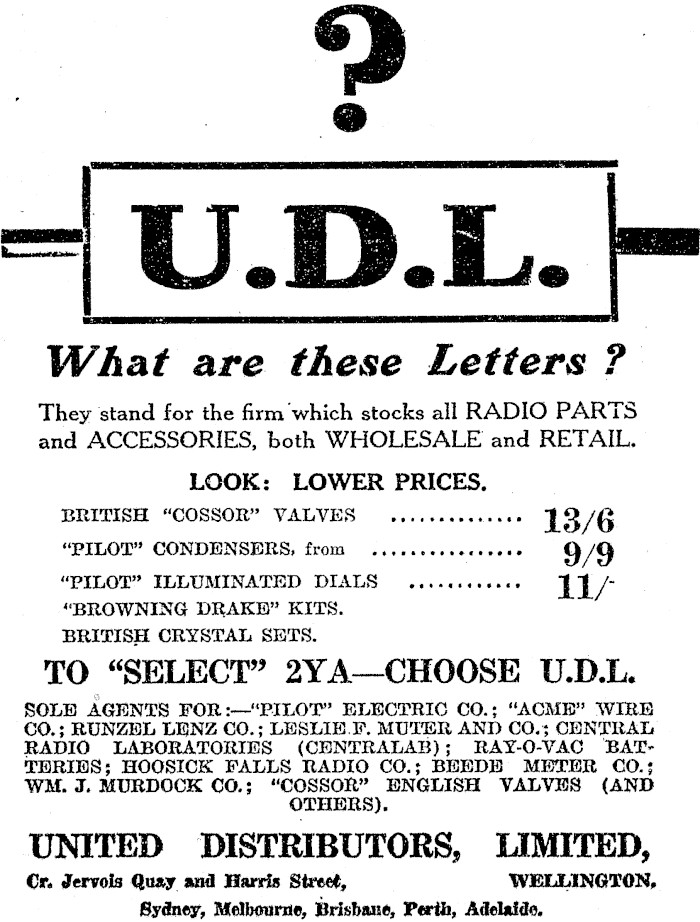 ?
U.D.L.
What are these Letters ?
They stand for the firm which stocks all RADIO PARTS
and ACCESSORIES, both WHOLESALE and RETAIL.
LOOK: LOWER PRICES.
BRITISH “COSSOR” VALVES .............. 13/6
“PILOT” CONDENSERS, from ................ 9/9
“PILOT” ILLUMINATED DIALS ............ 11/-
“BROWNING DRAKE” KITS.
BRITISH CRYSTAL SETS.
TO “SELECT” 2YA—CHOOSE U.D.L.
SOLE AGENTS FOR:—“PILOT” ELECTRIC CO.; “ACME” WIRE
CO.; RUNZEL LENZ CO.; LESLIE F. MUTER AND CO.; CENTRAL
RADIO LABORATORIES (CENTRALAB); RAY-O-VAC BAT-
TERIES; HOOSICK FALLS RADIO CO.; BEEDE METER CO.;
WM. J. MURDOCK CO.; “COSSOR” ENGLISH VALVES (AND
OTHERS).
UNITED DISTRIBUTORS, LIMITED,
Cr. Jervois Quay and Harris Street, WELLINGTON.
Sydney, Melbourne, Brisbane, Perth, Adelaide.